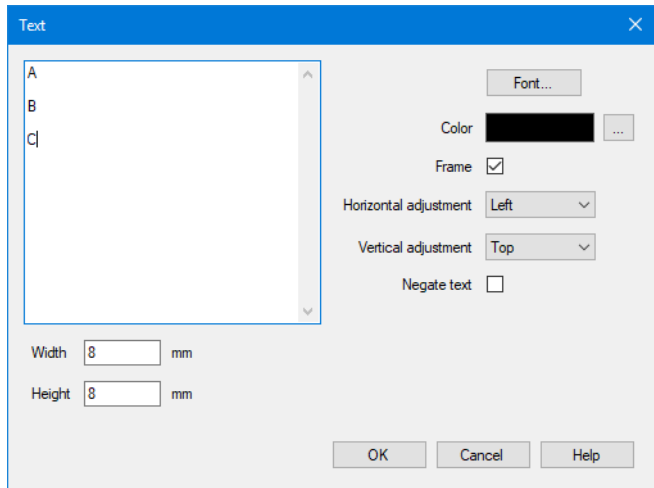 Text
A
B
C
Font...
Color
...
Frame
Horizontal adjustment Left
Vertical adjustment Top
Negate text
Width 8 mm
Height 8 mm
OK Cancel Help